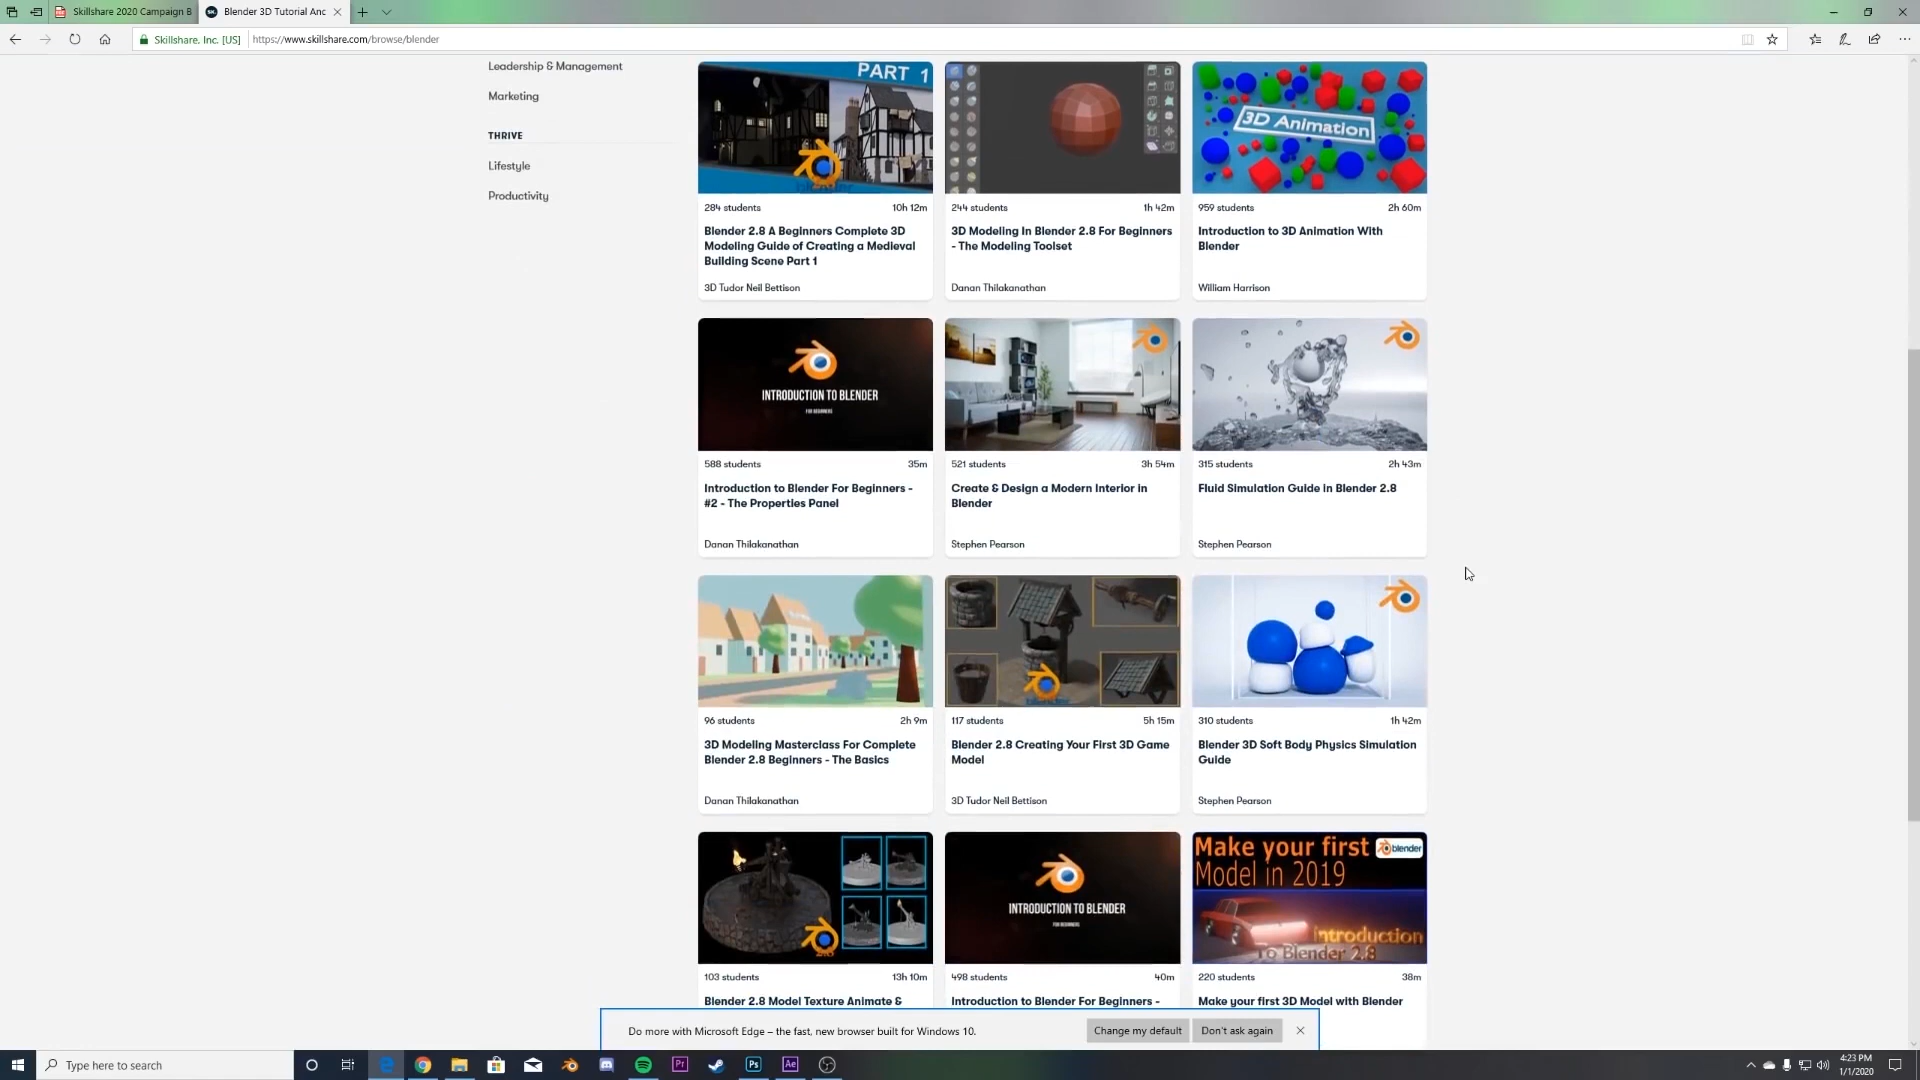 Skillshare 2020 Campaign B
Blender 3D Tutorial Anc
Skillshare, Inc. [US]
https://www.skillshare.com/browse/blender
Leadership & Management
Marketing
THRIVE
Lifestyle
Productivity
PART 1
284 students 10h 12m
Blender 2.8 A Beginners Complete 3D
Modeling Guide of Creating a Medieval
Building Scene Part 1
3D Tudor Neil Bettison
244 students 1h 42m
3D Modeling In Blender 2.8 For Beginners
- The Modeling Toolset
Danan Thilakanathan
3D Animation
959 students 2h 60m
Introduction to 3D Animation With
Blender
William Harrison
INTRODUCTION TO BLENDER
FOR BEGINNERS
588 students 35m
Introduction to Blender For Beginners -
#2 - The Properties Panel
Danan Thilakanathan
521 students 3h 54m
Create & Design a Modern Interior in
Blender
Stephen Pearson
315 students 2h 43m
Fluid Simulation Guide in Blender 2.8
Stephen Pearson
96 students 2h 9m
3D Modeling Masterclass For Complete
Blender 2.8 Beginners - The Basics
Danan Thilakanathan
117 students 5h 15m
Blender 2.8 Creating Your First 3D Game
Model
3D Tudor Neil Bettison
310 students 1h 42m
Blender 3D Soft Body Physics Simulation
Guide
Stephen Pearson
103 students 13h 10m
Blender 2.8 Model Texture Animate &
INTRODUCTION TO BLENDER
FOR BEGINNERS
498 students 40m
Introduction to Blender For Beginners -
Make your first
Model in 2019
blender
Introduction
To Blender 2.8
220 students 38m
Make your first 3D Model with Blender
Do more with Microsoft Edge – the fast, new browser built for Windows 10.
Change my default
Don't ask again
Type here to search
Pr
Ps
Ae
4:23 PM
1/1/2020